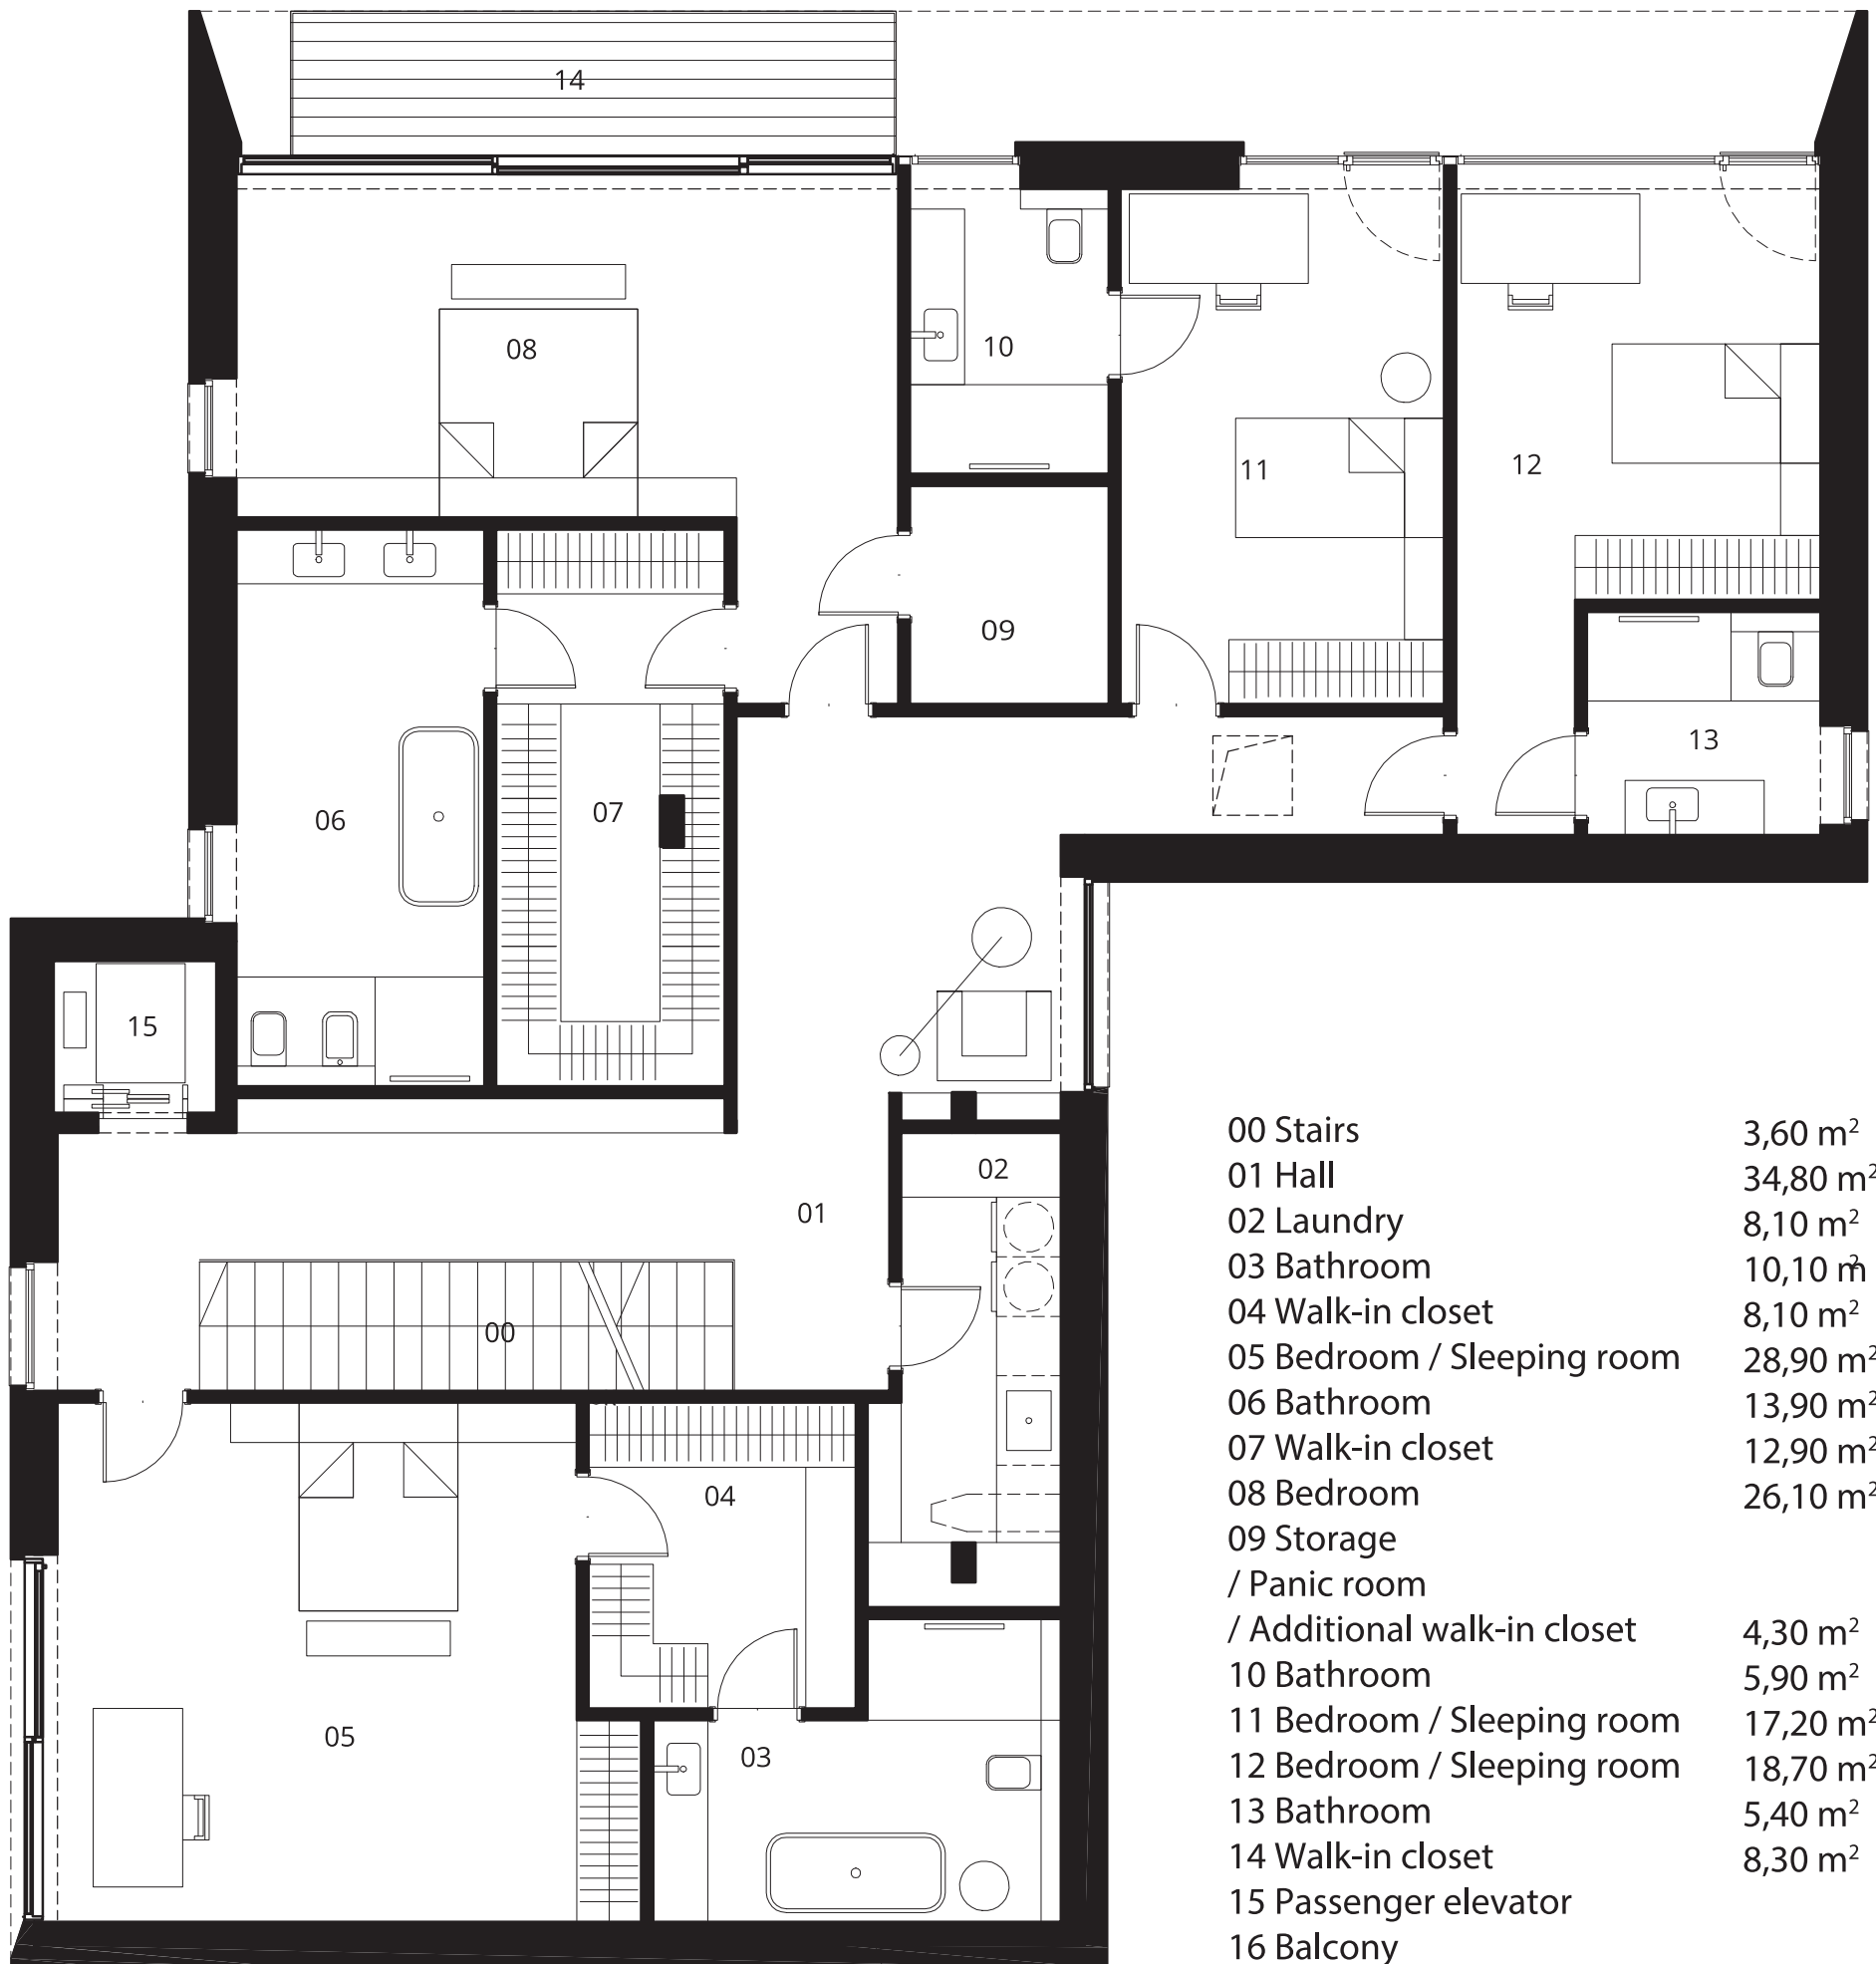 14
08
10
11
12
09
13
06
07
15
02
01
00
04
05
03
00 Stairs 3,60 m²
01 Hall 34,80 m²
02 Laundry 8,10 m²
03 Bathroom 10,10 m²
04 Walk-in closet 8,10 m²
05 Bedroom / Sleeping room 28,90 m²
06 Bathroom 13,90 m²
07 Walk-in closet 12,90 m²
08 Bedroom 26,10 m²
09 Storage
/ Panic room
/ Additional walk-in closet 4,30 m²
10 Bathroom 5,90 m²
11 Bedroom / Sleeping room 17,20 m²
12 Bedroom / Sleeping room 18,70 m²
13 Bathroom 5,40 m²
14 Walk-in closet 8,30 m²
15 Passenger elevator
16 Balcony